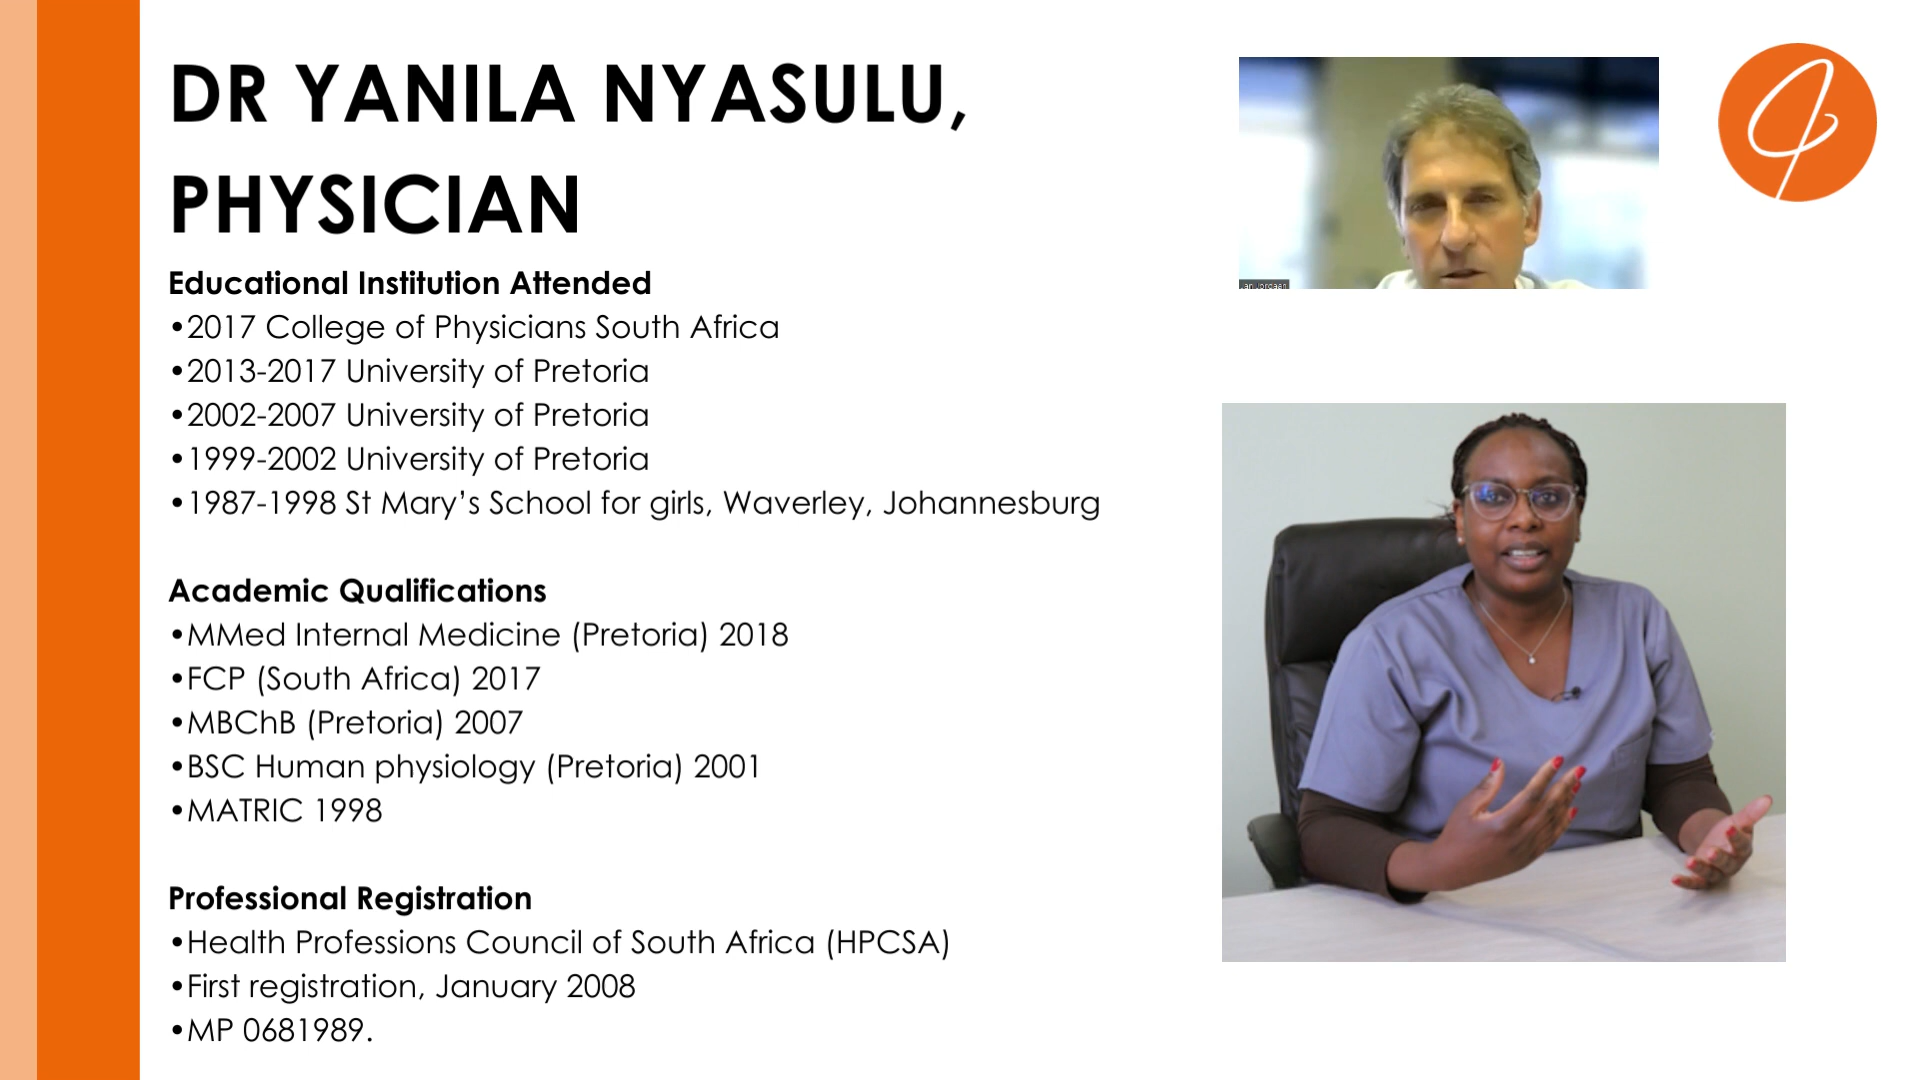 DR YANILA NYASULU,
PHYSICIAN
Educational Institution Attended
•2017 College of Physicians South Africa
•2013-2017 University of Pretoria
•2002-2007 University of Pretoria
•1999-2002 University of Pretoria
•1987-1998 St Mary’s School for girls, Waverley, Johannesburg
Academic Qualifications
•MMed Internal Medicine (Pretoria) 2018
•FCP (South Africa) 2017
•MBChB (Pretoria) 2007
•BSC Human physiology (Pretoria) 2001
•MATRIC 1998
Professional Registration
•Health Professions Council of South Africa (HPCSA)
•First registration, January 2008
•MP 0681989.
Jan Jordaan